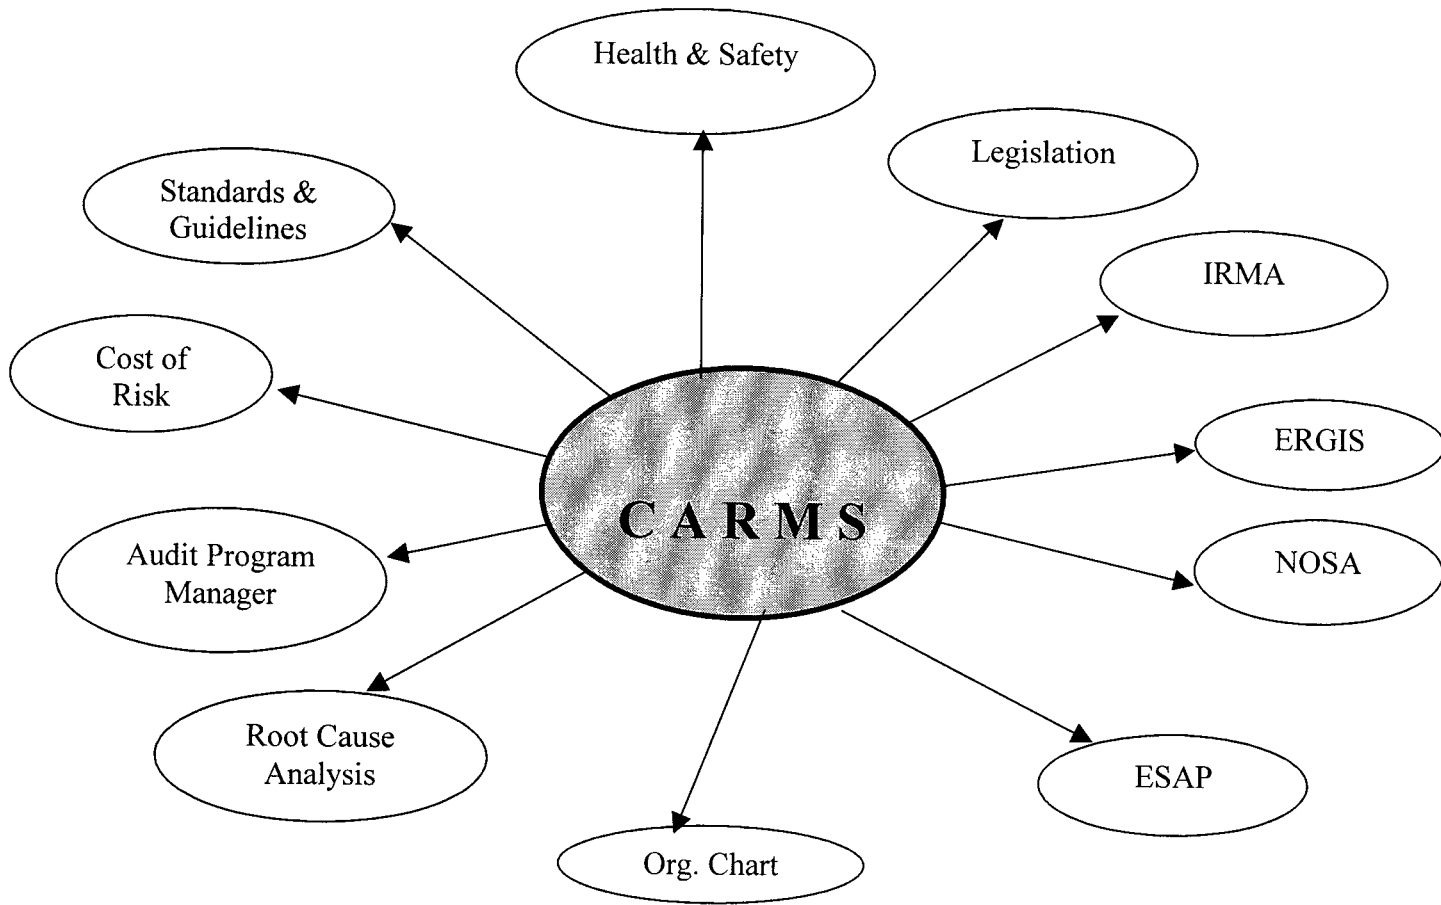 Health & Safety
Legislation
Standards &
Guidelines
IRMA
Cost of
Risk
ERGIS
C A R M S
Audit Program
Manager
NOSA
Root Cause
Analysis
ESAP
Org. Chart